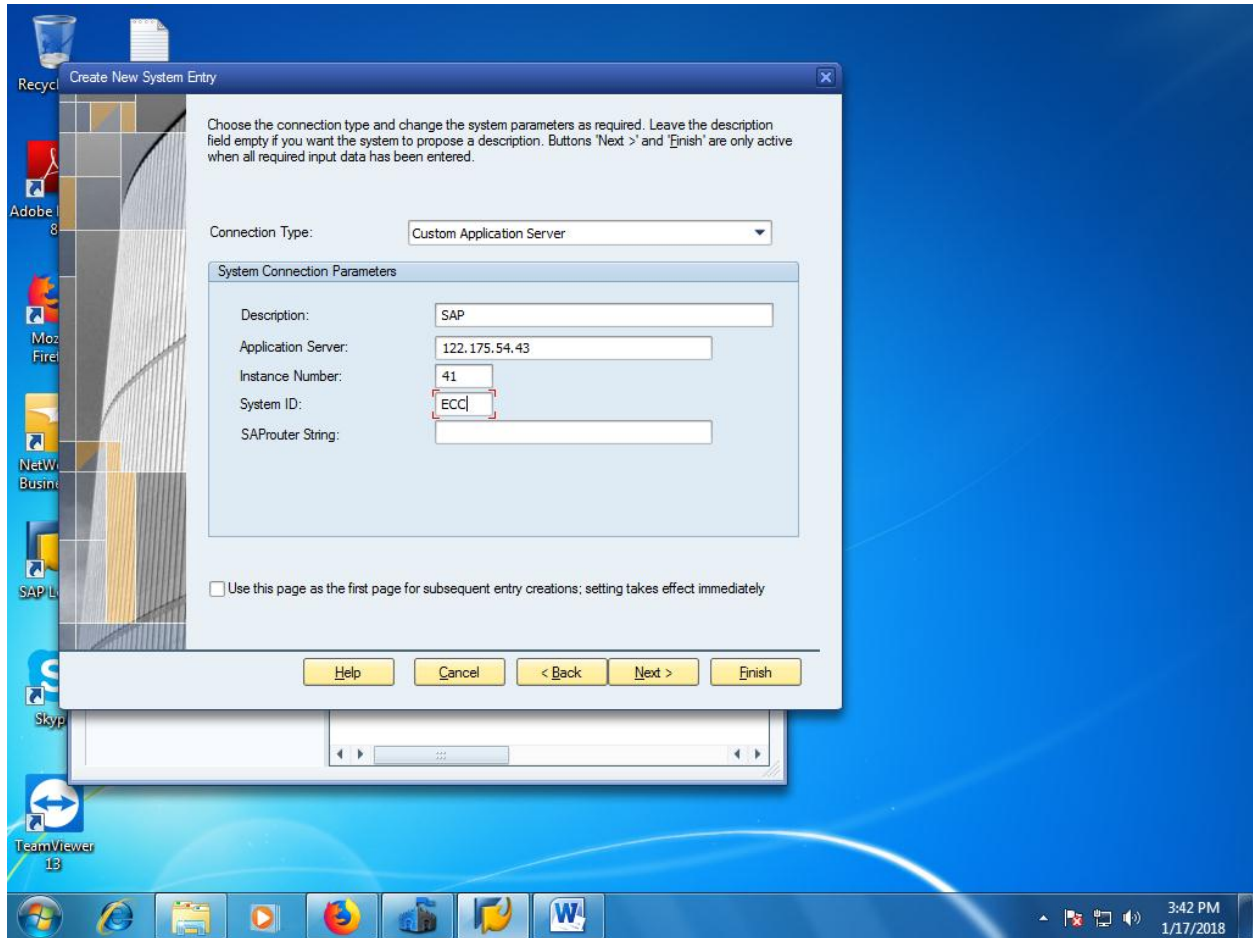 Create New System Entry
Choose the connection type and change the system parameters as required. Leave the description
field empty if you want the system to propose a description. Buttons 'Next >' and 'Finish' are only active
when all required input data has been entered.
Connection Type: Custom Application Server
System Connection Parameters
Description: SAP
Application Server: 122.175.54.43
Instance Number: 41
System ID: ECC
SAProuter String:
Use this page as the first page for subsequent entry creations; setting takes effect immediately
Help Cancel < Back Next > Finish
Recycl
Adobe
8
Moz
Firef
NetW
Busine
SAP L
Skyp
TeamViewer
13
3:42 PM
1/17/2018